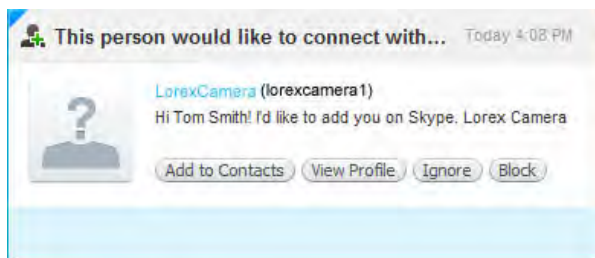 This person would like to connect with... Today 4:08 PM
LorexCamera (lorexcamera1)
Hi Tom Smith! I'd like to add you on Skype. Lorex Camera
?
Add to Contacts View Profile Ignore Block